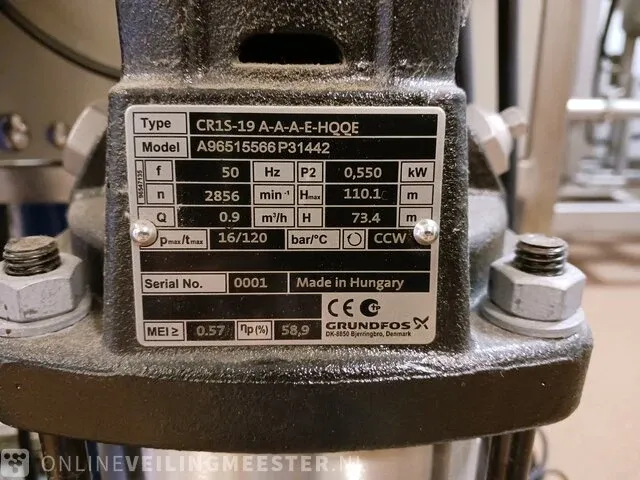 Type CR1S-19 A-A-A-E-HQQE
Model A96515566P31442
f 50 Hz P2 0,550 kW
n 2856 min⁻¹ Hmax 110.1 m
Q 0.9 m³/h H 73.4 m
pmax/tmax 16/120 bar/°C CCW
Serial No. 0001 Made in Hungary
CE
MEI ≥ 0.57 ηp(%) 58,9
GRUNDFOS X
DK-8850 Bjerringbro, Denmark
ONLINEVEILINGMEESTER.NL